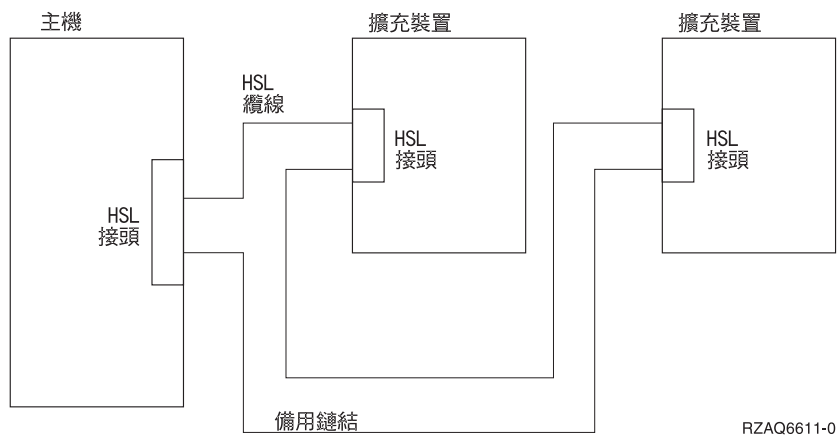 主機
擴充裝置
擴充裝置
HSL
纜線
HSL
接頭
HSL
接頭
HSL
接頭
備用鏈結
RZAQ6611-0